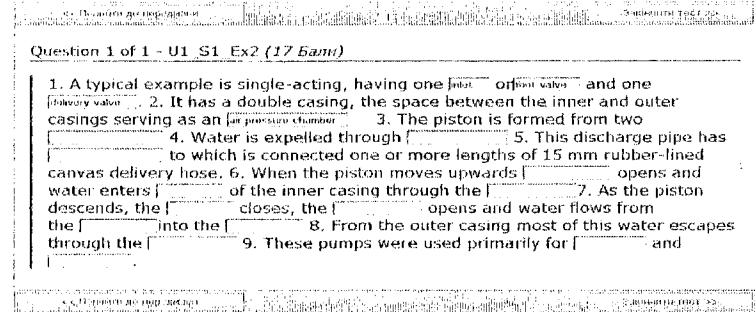 Question 1 of 1 - U1 S1 Ex2 (17 Бали)
1. A typical example is single-acting, having one inlet or foot valve and one
delivery valve. 2. It has a double casing, the space between the inner and outer
casings serving as an air pressure chamber 3. The piston is formed from two
4. Water is expelled through 5. This discharge pipe has
to which is connected one or more lengths of 15 mm rubber-lined
canvas delivery hose. 6. When the piston moves upwards opens and
water enters of the inner casing through the 7. As the piston
descends, the closes, the opens and water flows from
the into the 8. From the outer casing most of this water escapes
through the 9. These pumps were used primarily for and
.